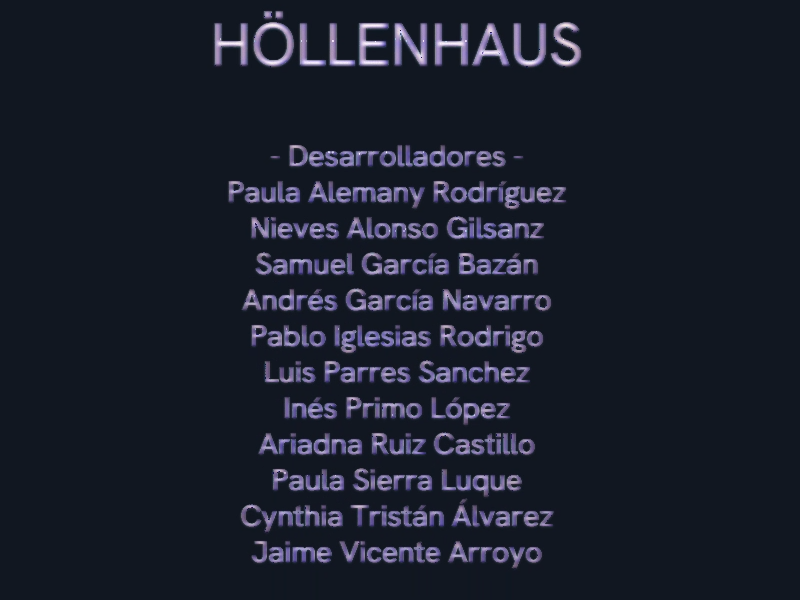 HÖLLENHAUS
- Desarrolladores -
Paula Alemany Rodríguez
Nieves Alonso Gilsanz
Samuel García Bazán
Andrés García Navarro
Pablo Iglesias Rodrigo
Luis Parres Sanchez
Inés Primo López
Ariadna Ruiz Castillo
Paula Sierra Luque
Cynthia Tristán Álvarez
Jaime Vicente Arroyo